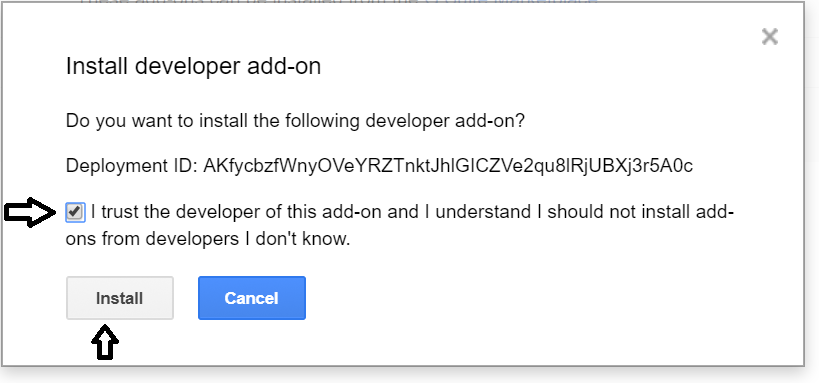 Install developer add-on
Do you want to install the following developer add-on?
Deployment ID: AKfycbzfWnyOVeYRZTnktJhlGICZVe2qu8lRjUBXj3r5A0c
I trust the developer of this add-on and I understand I should not install add-
ons from developers I don't know.
Install Cancel